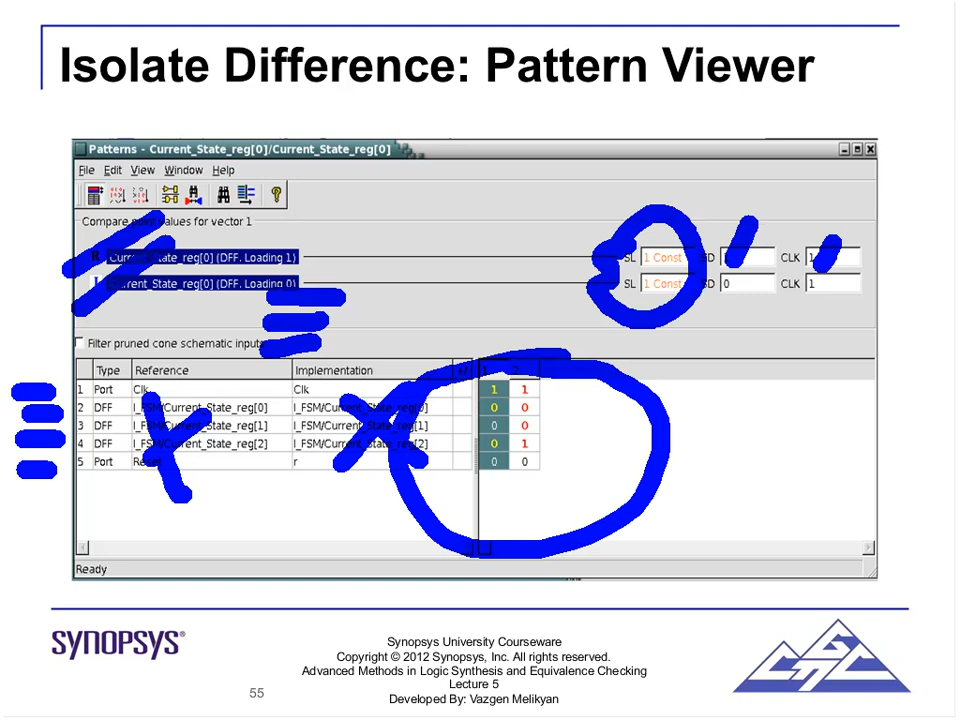 Isolate Difference: Pattern Viewer
Patterns - Current_State_reg[0]/Current_State_reg[0]
File Edit View Window Help
Compare point values for vector 1
R Current_State_reg[0] (DFF. Loading 1) SL 1 Const SD CLK 1
I Current_State_reg[0] (DFF. Loading 0) SL 1 Const SD 0 CLK 1
Filter pruned cone schematic inputs
Type Reference Implementation +/- 1 2
1 Port Clk Clk 1 1
2 DFF I_FSM/Current_State_reg[0] I_FSM/Current_State_reg[0] 0 0
3 DFF I_FSM/Current_State_reg[1] I_FSM/Current_State_reg[1] 0 0
4 DFF I_FSM/Current_State_reg[2] I_FSM/Current_State_reg[2] 0 1
5 Port Reset r 0 0
Ready
SYNOPSYS®
Synopsys University Courseware
Copyright © 2012 Synopsys, Inc. All rights reserved.
Advanced Methods in Logic Synthesis and Equivalence Checking
Lecture 5
55 Developed By: Vazgen Melikyan